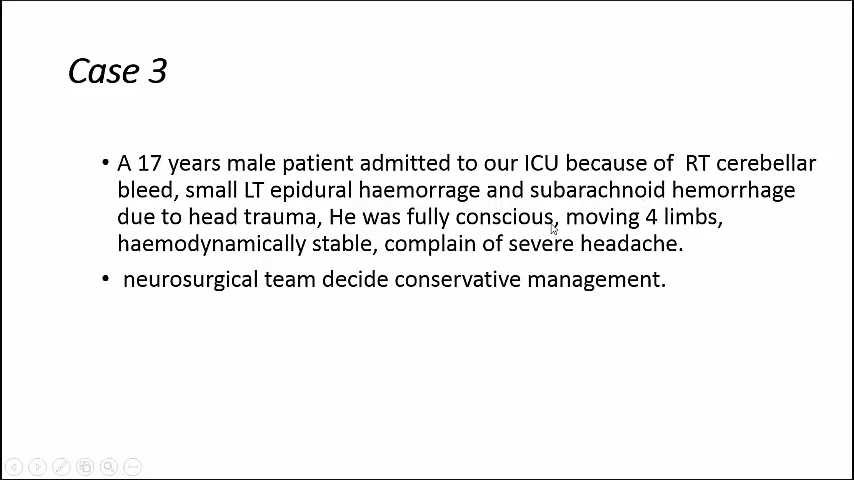 Case 3
• A 17 years male patient admitted to our ICU because of RT cerebellar
bleed, small LT epidural haemorrage and subarachnoid hemorrhage
due to head trauma, He was fully conscious, moving 4 limbs,
haemodynamically stable, complain of severe headache.
• neurosurgical team decide conservative management.